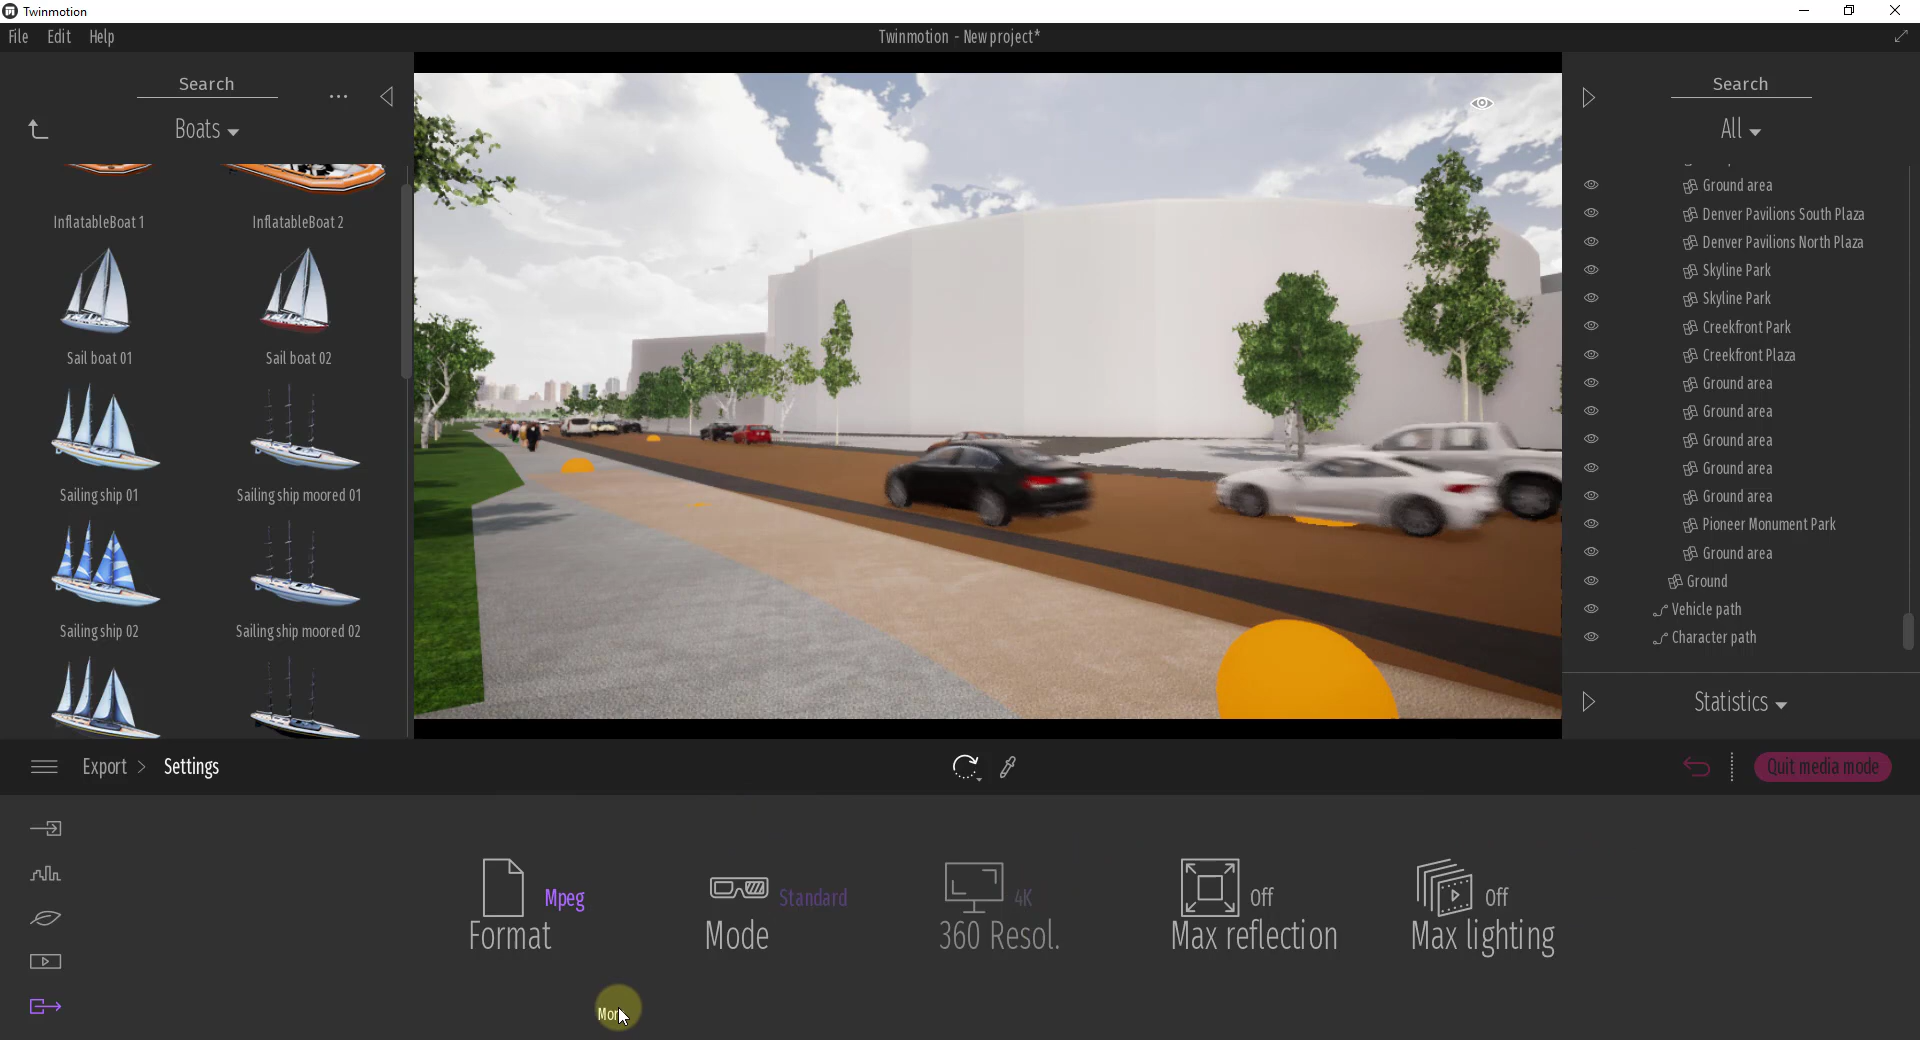 Twinmotion
File Edit Help
Twinmotion - New project*
Search
Boats
InflatableBoat 1
InflatableBoat 2
Sail boat 01
Sail boat 02
Sailing ship 01
Sailing ship moored 01
Sailing ship 02
Sailing ship moored 02
Search
All
Ground area
Denver Pavilions South Plaza
Denver Pavilions North Plaza
Skyline Park
Skyline Park
Creekfront Park
Creekfront Plaza
Ground area
Ground area
Ground area
Ground area
Ground area
Pioneer Monument Park
Ground area
Ground
Vehicle path
Character path
Statistics
Export > Settings
Quit media mode
Mpeg
Format
Standard
Mode
4K
360 Resol.
Off
Max reflection
Off
Max lighting